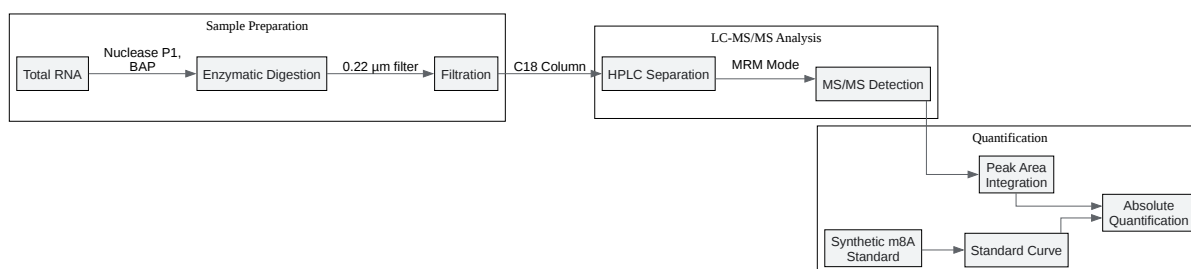 Sample Preparation
Total RNA
Nuclease P1,
BAP
Enzymatic Digestion
0.22 µm filter
Filtration
C18 Column
LC-MS/MS Analysis
HPLC Separation
MRM Mode
MS/MS Detection
Quantification
Peak Area
Integration
Synthetic m8A
Standard
Standard Curve
Absolute
Quantification